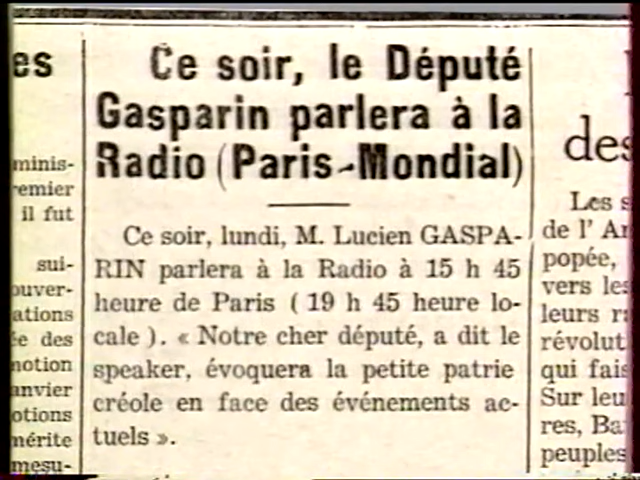 es
minis-
remier
il fut
sui-
ouver-
ations
e des
motion
anvier
otions
mérite
mesu-
Ce soir, le Député
Gasparin parlera à la
Radio (Paris-Mondial)
Ce soir, lundi, M. Lucien GASPA-
RIN parlera à la Radio à 15 h 45
heure de Paris ( 19 h 45 heure lo-
cale ). « Notre cher député, a dit le
speaker, évoquera la petite patrie
créole en face des événements ac-
tuels ».
des
Les s
de l' Ar
popée,
vers les
leurs r
révolut
qui fais
Sur leu
res, Ba
peuples